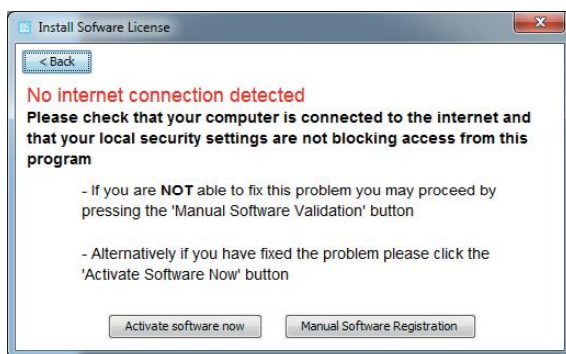 Install Sofware License
< Back
No internet connection detected
Please check that your computer is connected to the internet and
that your local security settings are not blocking access from this
program
- If you are NOT able to fix this problem you may proceed by
pressing the 'Manual Software Validation' button
- Alternatively if you have fixed the problem please click the
'Activate Software Now' button
Activate software now
Manual Software Registration